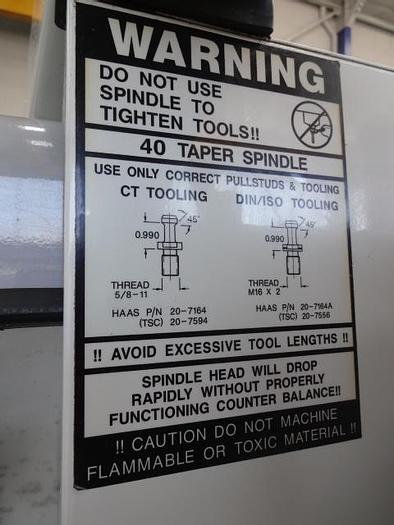 WARNING
DO NOT USE
SPINDLE TO
TIGHTEN TOOLS!!
40 TAPER SPINDLE
USE ONLY CORRECT PULLSTUDS & TOOLING
CT TOOLING DIN/ISO TOOLING
45° 45°
0.990 0.990
THREAD THREAD
5/8-11 M16 X 2
HAAS P/N 20-7164 HAAS P/N 20-7164A
(TSC) 20-7594 (TSC) 20-7556
!! AVOID EXCESSIVE TOOL LENGTHS !!
SPINDLE HEAD WILL DROP
RAPIDLY WITHOUT PROPERLY
FUNCTIONING COUNTER BALANCE!!
!! CAUTION DO NOT MACHINE
FLAMMABLE OR TOXIC MATERIAL !!